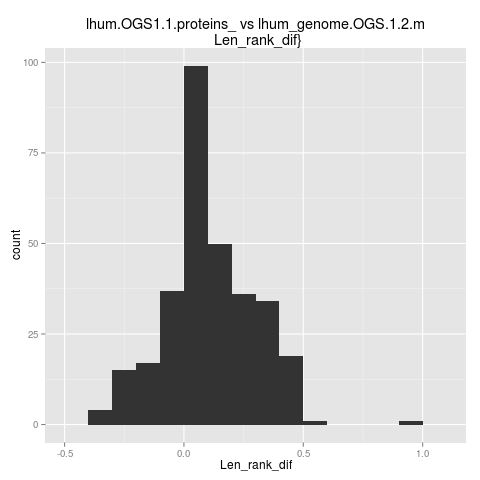 lhum.OGS1.1.proteins_ vs lhum_genome.OGS.1.2.m
Len_rank_dif}
100
75
50
25
0
count
-0.5
0.0
0.5
1.0
Len_rank_dif